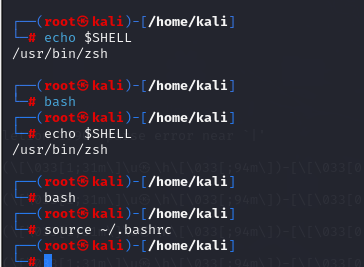 ┌──(root㉿kali)-[/home/kali]
└─# echo $SHELL
/usr/bin/zsh
┌──(root㉿kali)-[/home/kali]
└─# bash
┌──(root㉿kali)-[/home/kali]
└─# echo $SHELL
/usr/bin/zsh
┌──(root㉿kali)-[/home/kali]
└─# bash
┌──(root㉿kali)-[/home/kali]
└─# source ~/.bashrc
┌──(root㉿kali)-[/home/kali]
└─#